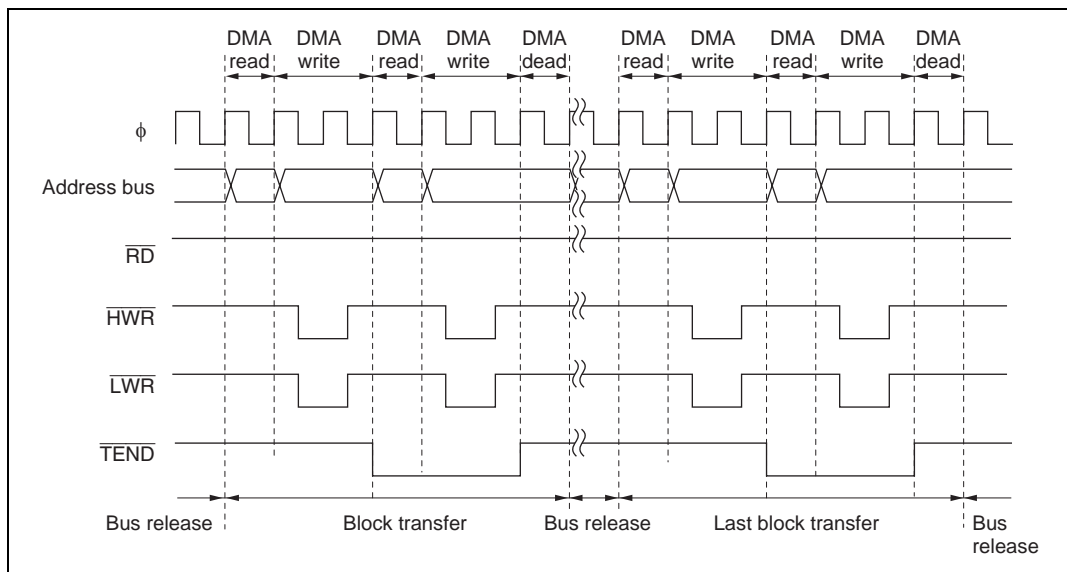 DMA DMA DMA DMA DMA DMA DMA DMA DMA DMA
read write read write dead read write read write dead
φ
Address bus
RD
HWR
LWR
TEND
Bus release Block transfer Bus release Last block transfer Bus
release